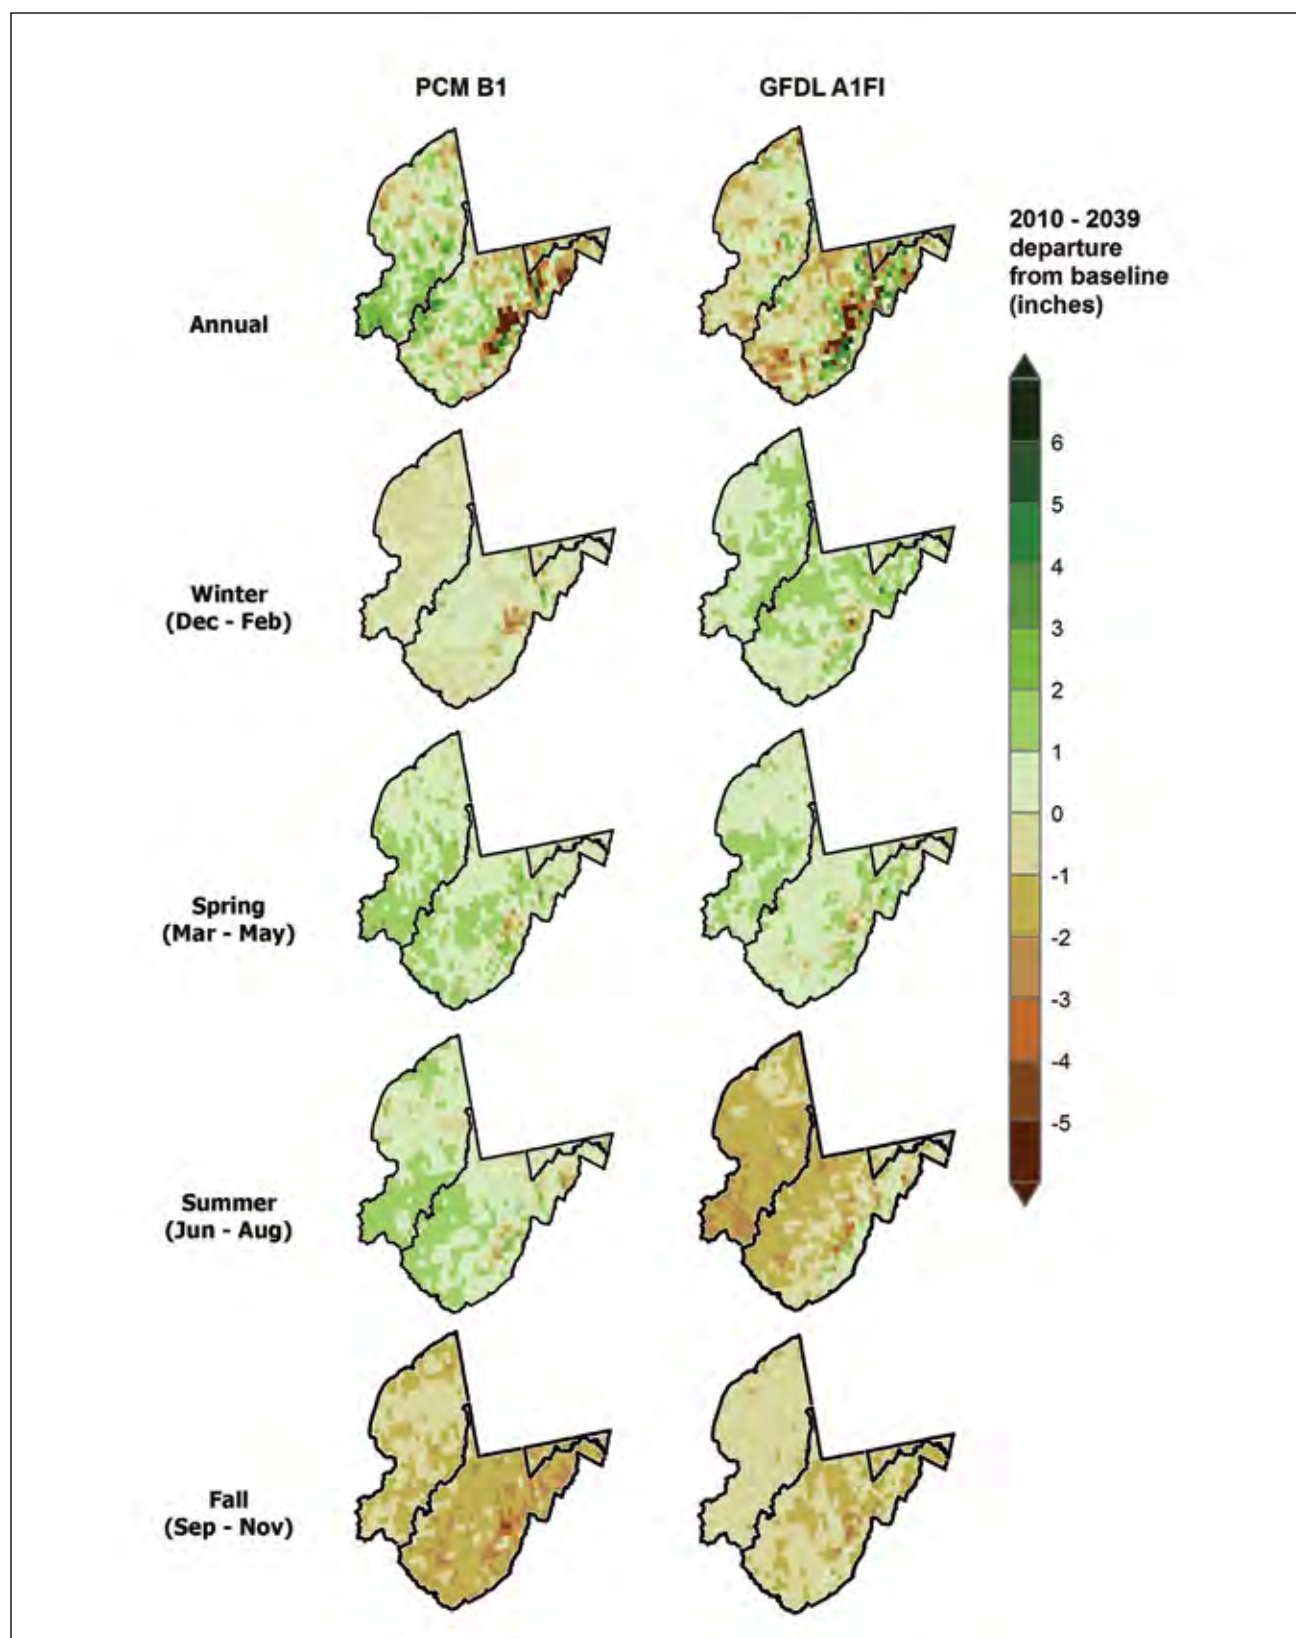 PCM B1
GFDL A1FI
2010 - 2039
departure
from baseline
(inches)
Annual
6
5
4
3
2
1
0
-1
-2
-3
-4
-5
Winter
(Dec - Feb)
Spring
(Mar - May)
Summer
(Jun - Aug)
Fall
(Sep - Nov)